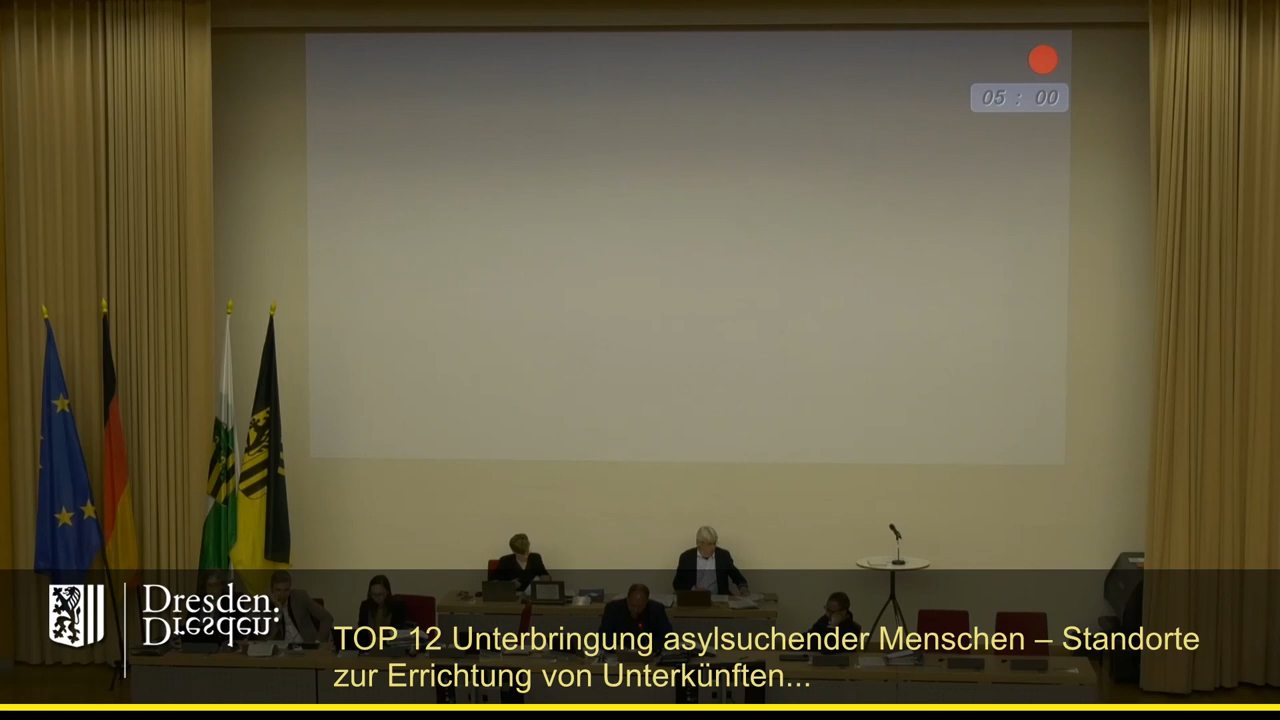 05 : 00
Dresden.
Dresden.
TOP 12 Unterbringung asylsuchender Menschen – Standorte
zur Errichtung von Unterkünften...